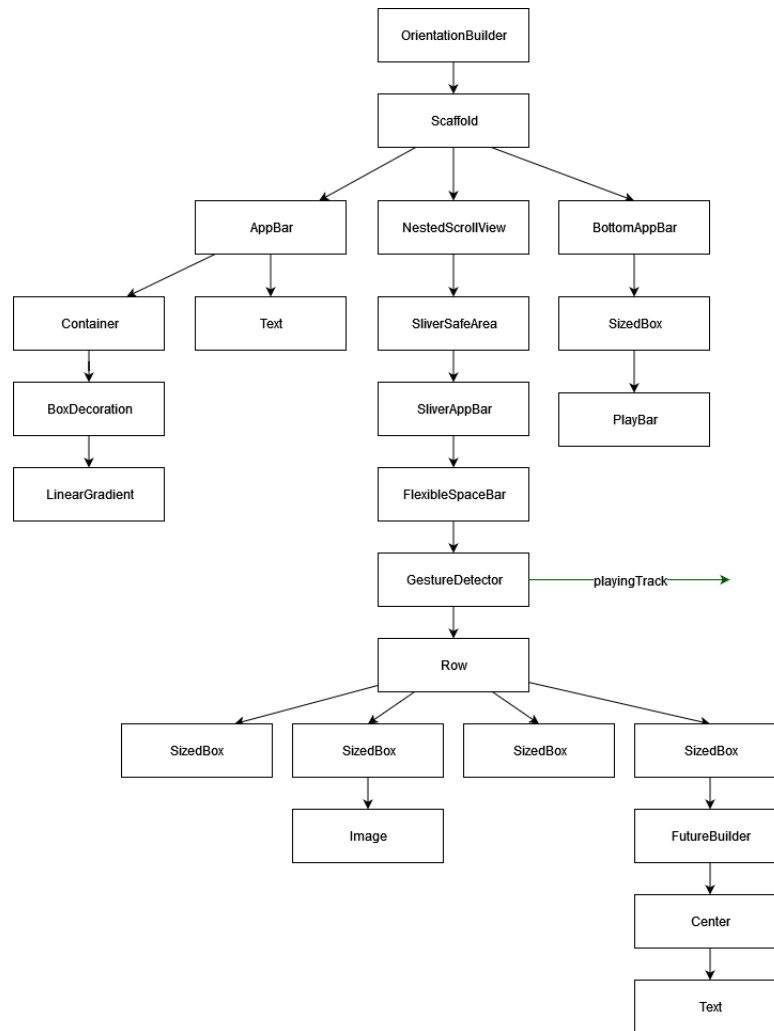 OrientationBuilder
Scaffold
AppBar
NestedScrollView
BottomAppBar
Container
Text
SliverSafeArea
SizedBox
BoxDecoration
SliverAppBar
PlayBar
LinearGradient
FlexibleSpaceBar
GestureDetector
playingTrack
Row
SizedBox
SizedBox
SizedBox
SizedBox
Image
FutureBuilder
Center
Text